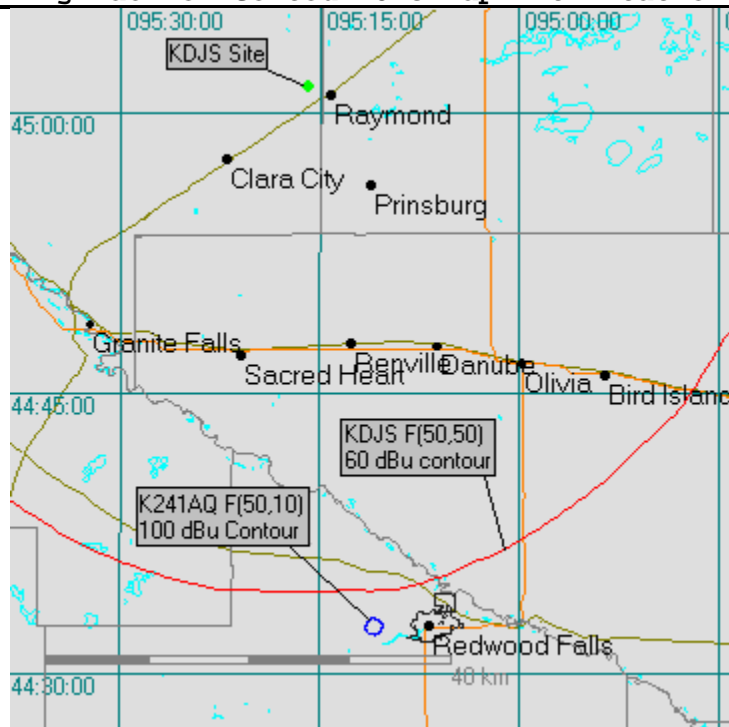 095:30:00
095:15:00
095:00:00
KDJS Site
Raymond
45:00:00
Clara City
Prinsburg
Granite Falls
Renville
Danube
Sacred Heart
Olivia
Bird Island
44:45:00
KDJS F(50,50)
60 dBu contour
K241AQ F(50,10)
100 dBu Contour
Redwood Falls
40 km
44:30:00